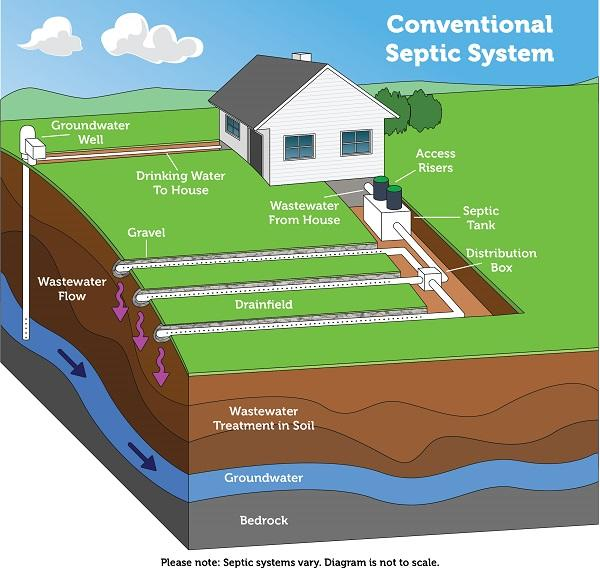 Conventional
Septic System
Groundwater
Well
Drinking Water
To House
Access
Risers
Wastewater
From House
Septic
Tank
Gravel
Distribution
Box
Wastewater
Flow
Drainfield
Wastewater
Treatment in Soil
Groundwater
Bedrock
Please note: Septic systems vary. Diagram is not to scale.